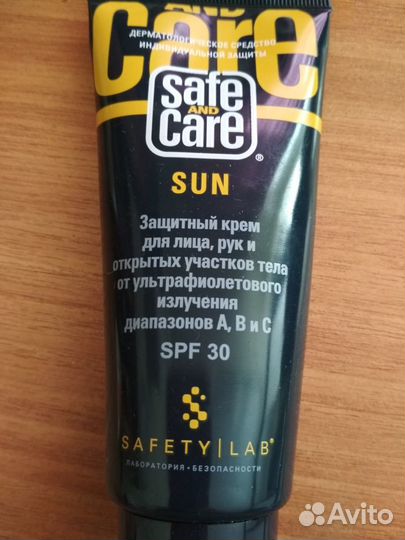 AND
care
ДЕРМАТОЛОГИЧЕСКОЕ СРЕДСТВО
ИНДИВИДУАЛЬНОЙ ЗАЩИТЫ
safe
AND
care
®
SUN
Защитный крем
для лица, рук и
открытых участков тела
от ультрафиолетового
излучения
диапазонов А, В и С
SPF 30
SAFETY|LAB®
ЛАБОРАТОРИЯ • БЕЗОПАСНОСТИ
Avito